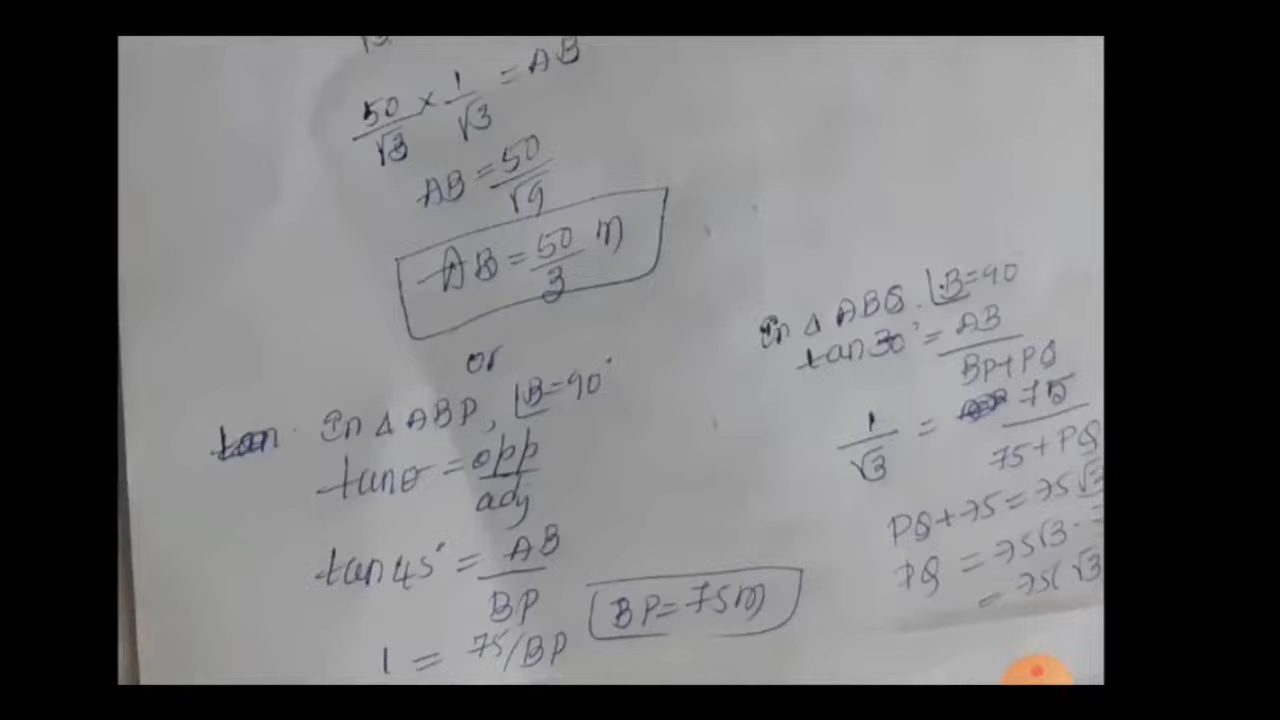 50/√3 × 1/√3 = AB
AB = 50/√9
AB = 50/3 m
or
In Δ ABP, ∟B = 90°
tanθ = opp/adj
tan45° = AB/BP
1 = 75/BP
BP = 75m
In Δ ABQ. ∟B = 90
tan30° = AB/BP+PQ
1/√3 = 75/75+PQ
PQ + 75 = 75√3
PQ = 75√3 -
= 75(√3